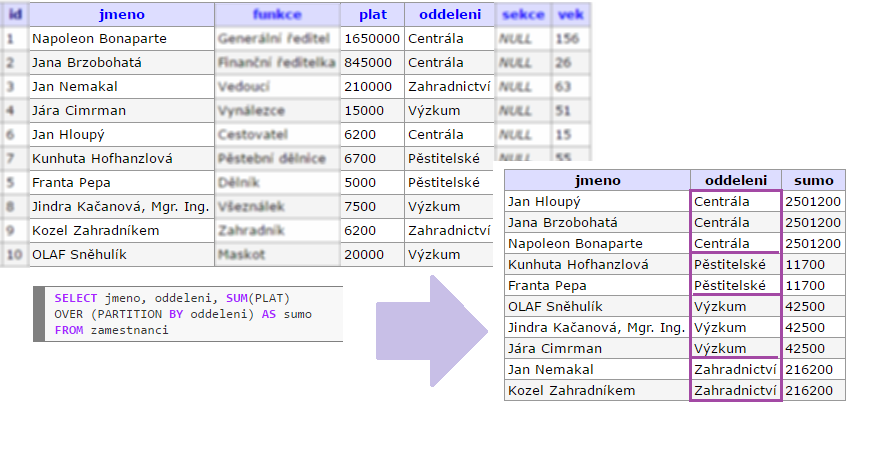 id jmeno funkce plat oddeleni sekce vek
1 Napoleon Bonaparte Generální ředitel 1650000 Centrála NULL 156
2 Jana Brzobohatá Finanční ředitelka 845000 Centrála NULL 26
3 Jan Nemakal Vedoucí 210000 Zahradnictví NULL 63
4 Jára Cimrman Vynálezce 15000 Výzkum NULL 51
6 Jan Hloupý Cestovatel 6200 Centrála NULL 15
7 Kunhuta Hofhanzlová Pěstební dělnice 6700 Pěstitelské NULL 55
5 Franta Pepa Dělník 5000 Pěstitelské
8 Jindra Kačanová, Mgr. Ing. Všeználek 7500 Výzkum
9 Kozel Zahradníkem Zahradník 6200 Zahradnictví
10 OLAF Sněhulík Maskot 20000 Výzkum
SELECT jmeno, oddeleni, SUM(PLAT)
OVER (PARTITION BY oddeleni) AS sumo
FROM zamestnanci
jmeno oddeleni sumo
Jan Hloupý Centrála 2501200
Jana Brzobohatá Centrála 2501200
Napoleon Bonaparte Centrála 2501200
Kunhuta Hofhanzlová Pěstitelské 11700
Franta Pepa Pěstitelské 11700
OLAF Sněhulík Výzkum 42500
Jindra Kačanová, Mgr. Ing. Výzkum 42500
Jára Cimrman Výzkum 42500
Jan Nemakal Zahradnictví 216200
Kozel Zahradníkem Zahradnictví 216200